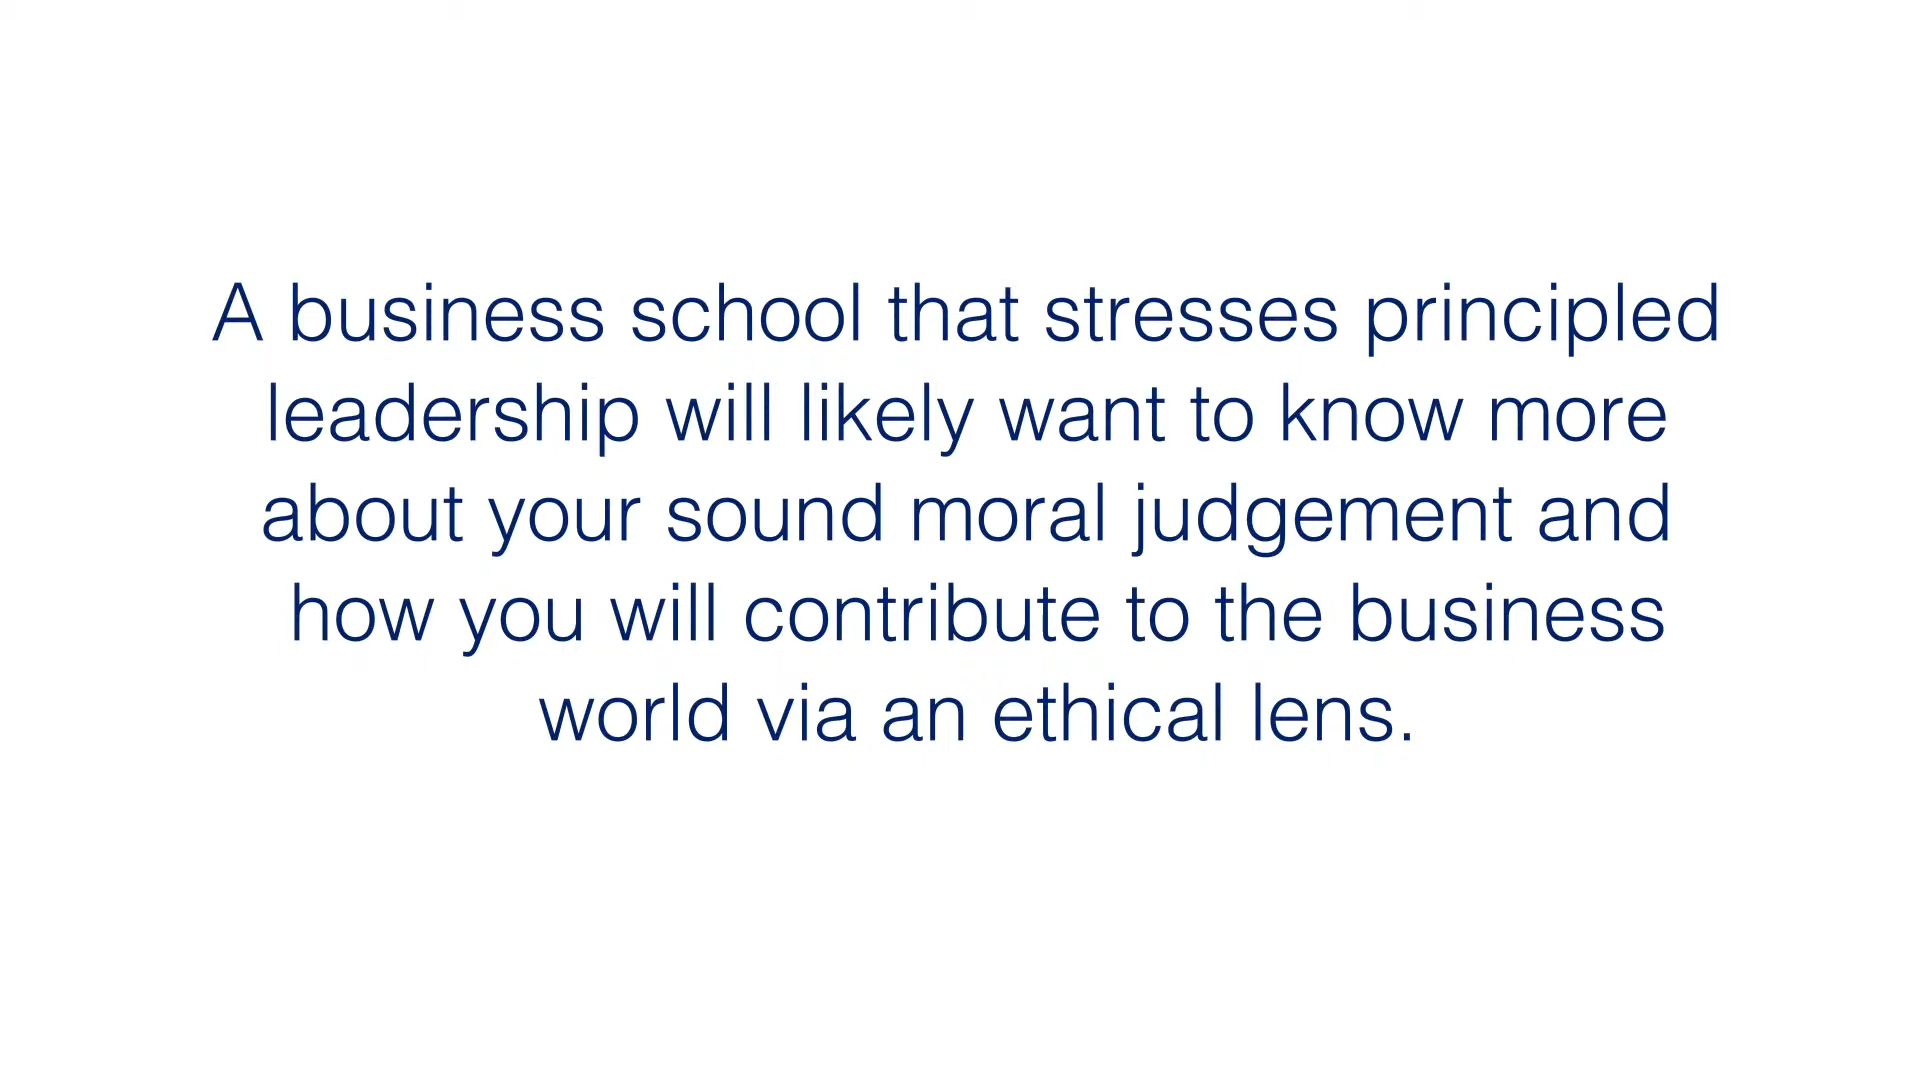 A business school that stresses principled
leadership will likely want to know more
about your sound moral judgement and
how you will contribute to the business
world via an ethical lens.